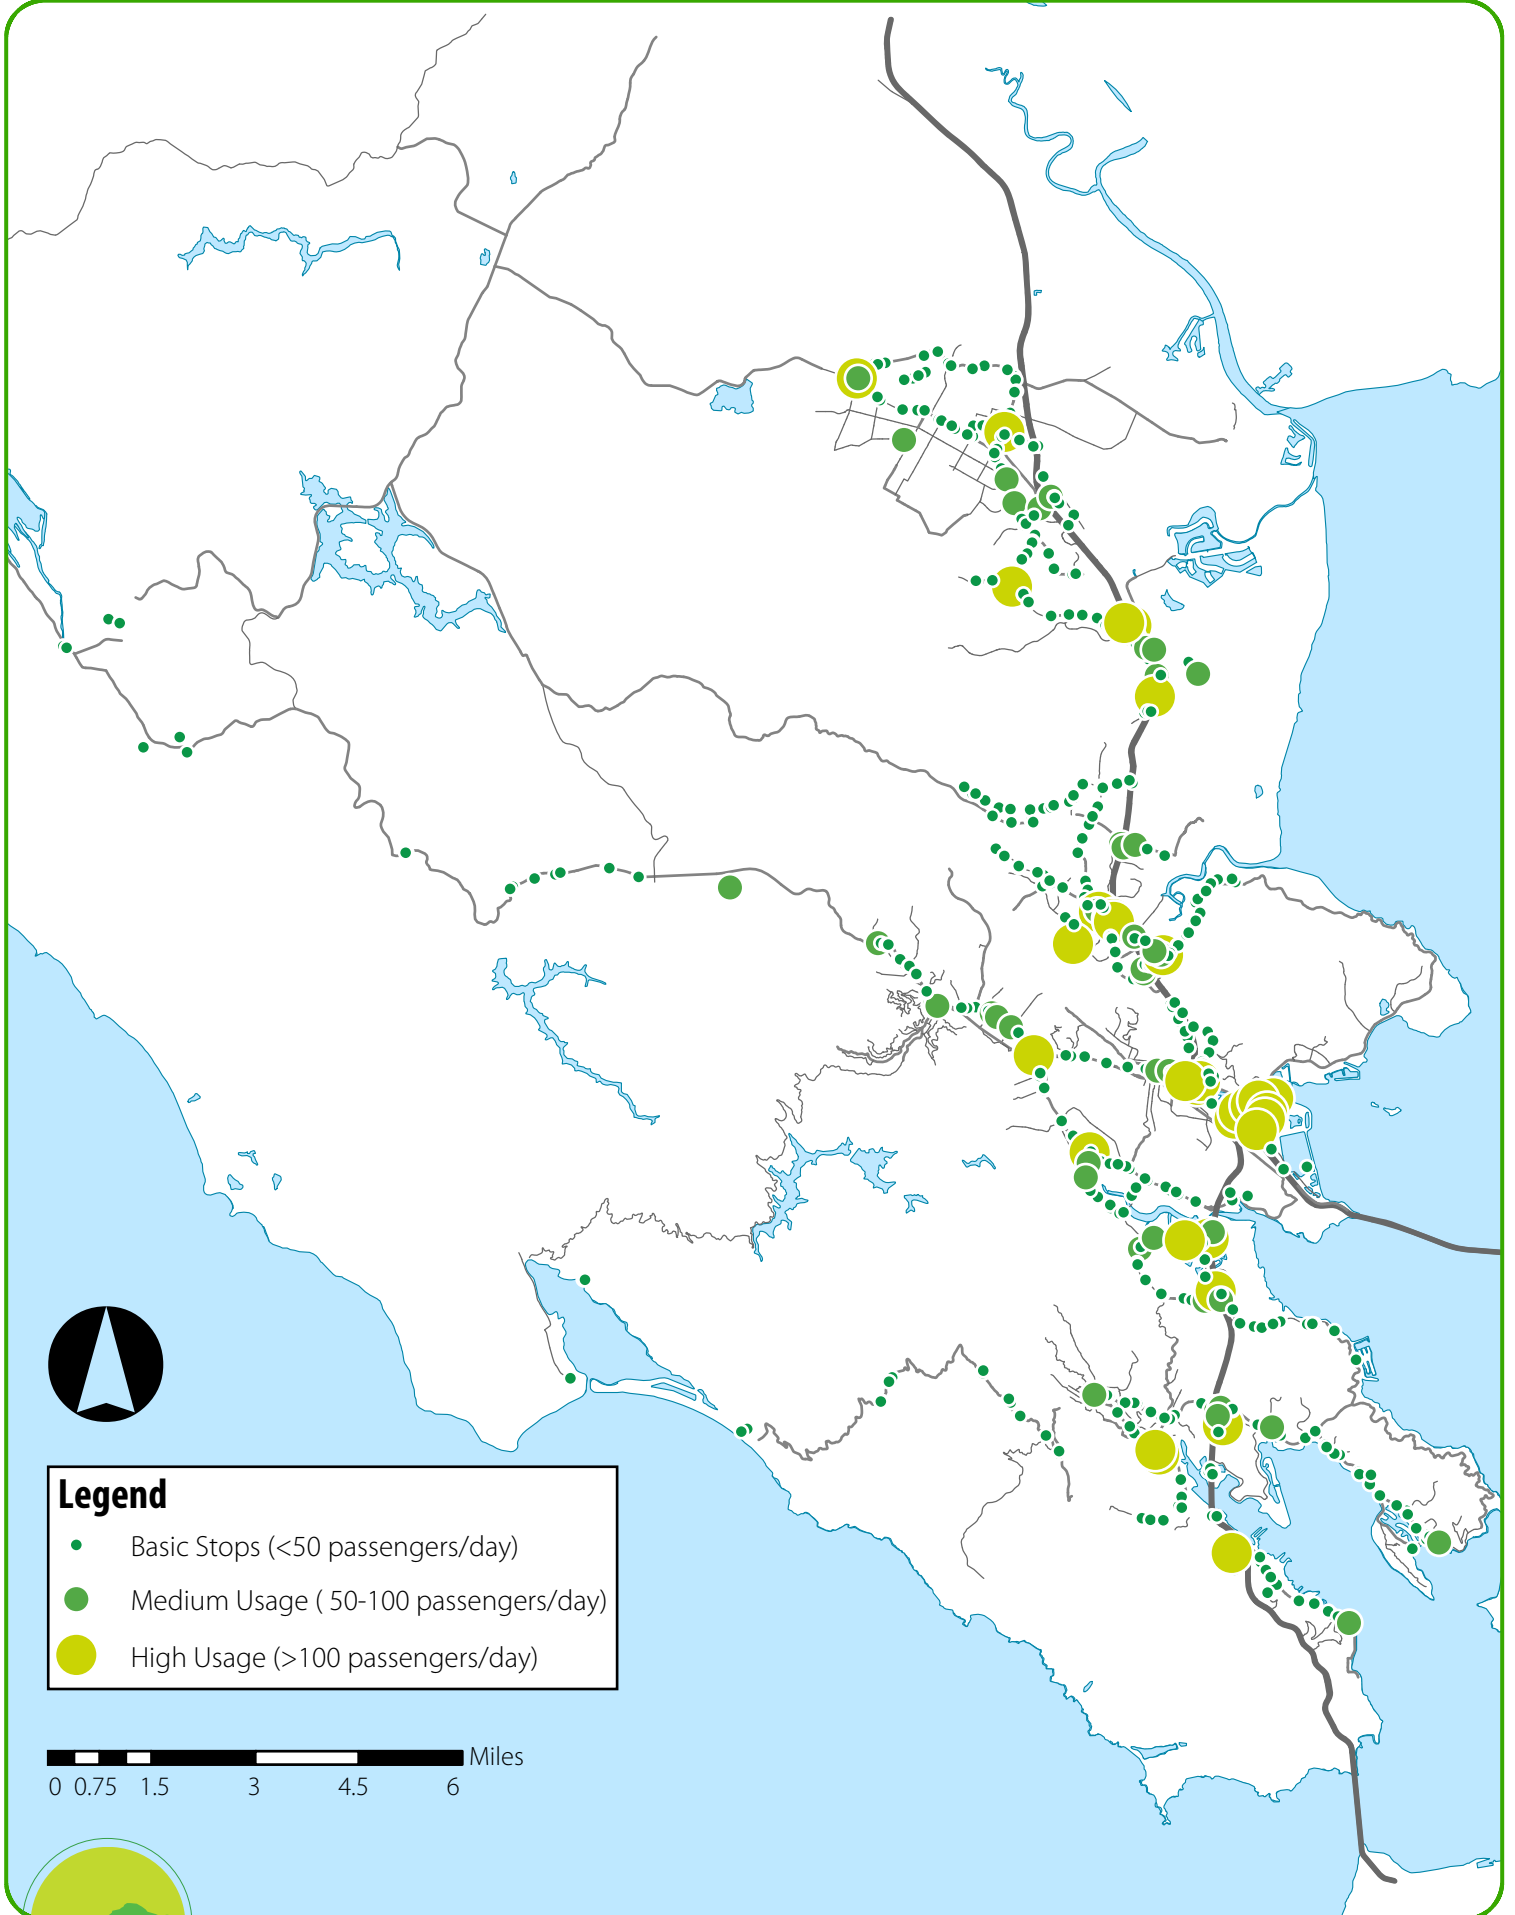 Legend
Basic Stops (<50 passengers/day)
Medium Usage ( 50-100 passengers/day)
High Usage (>100 passengers/day)
Miles
0 0.75 1.5 3 4.5 6